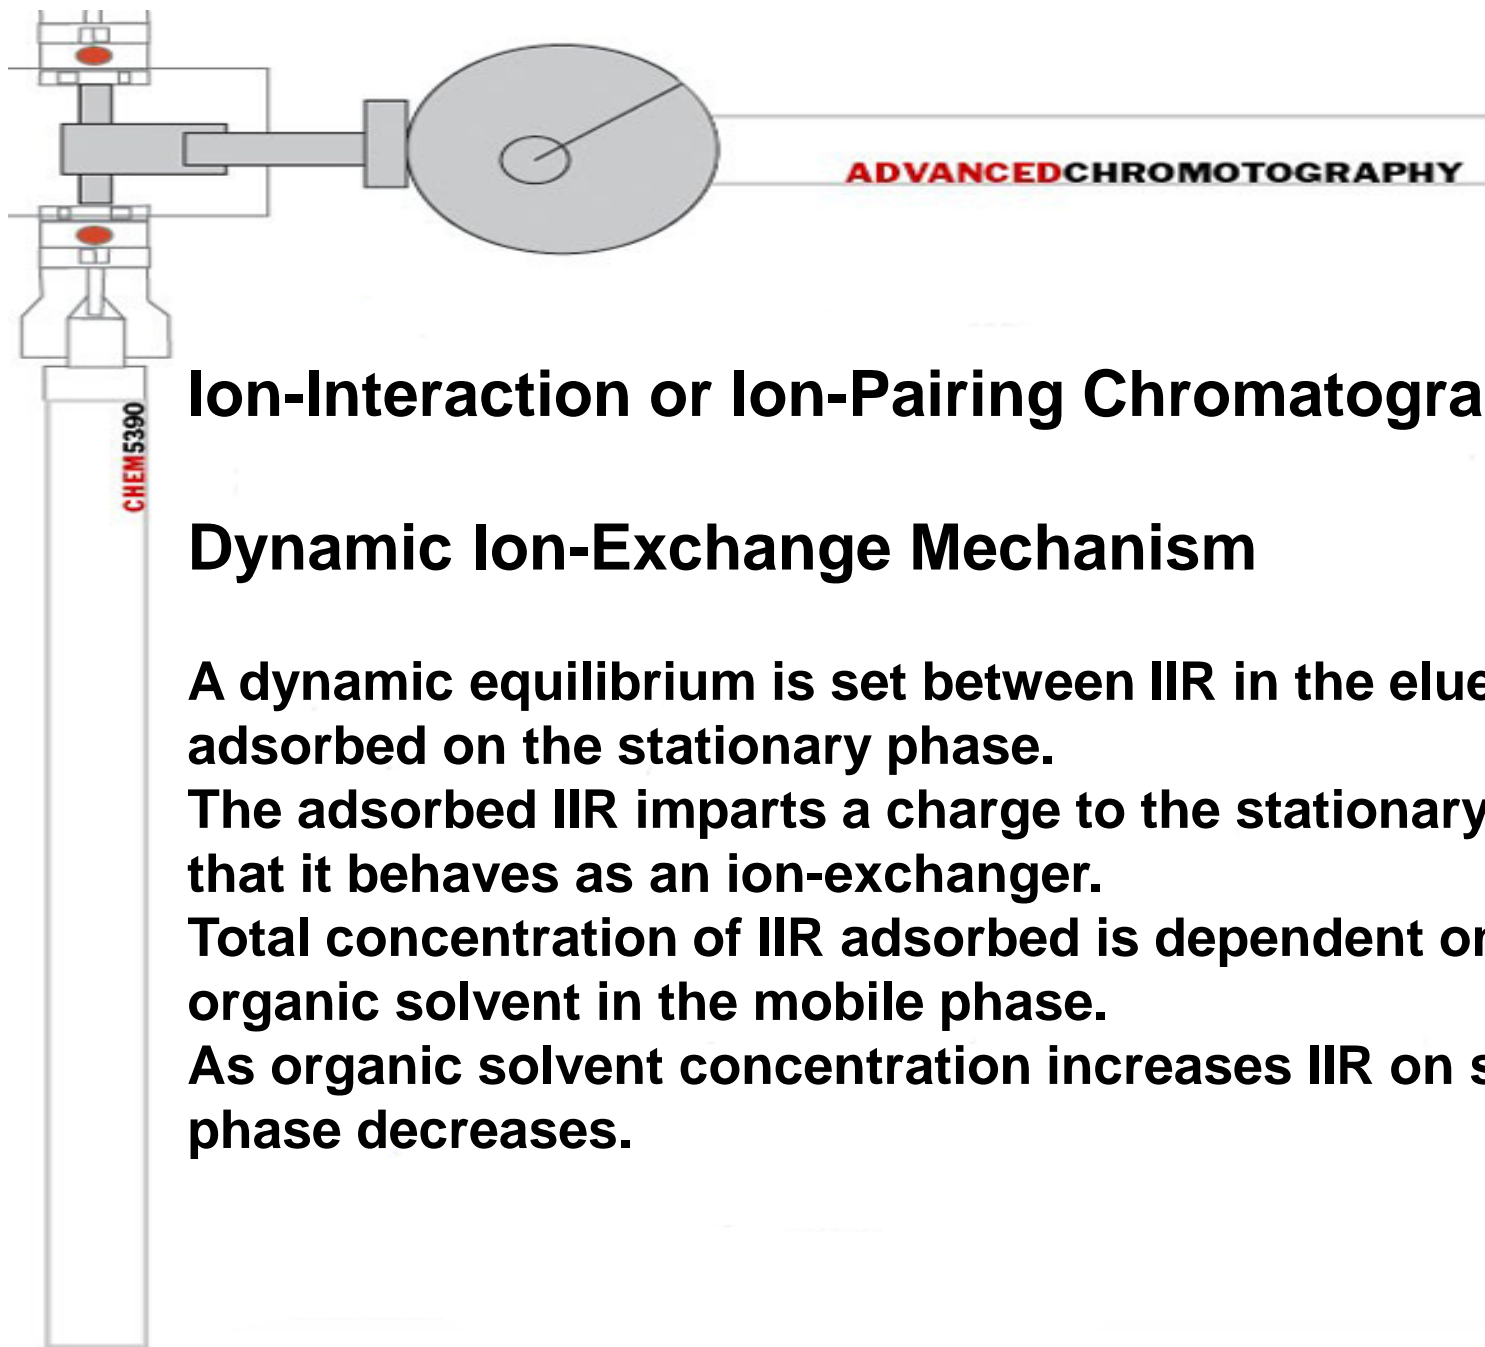 ADVANCEDCHROMOTOGRAPHY
Ion-Interaction or Ion-Pairing Chromatogra
CHEM5390
Dynamic Ion-Exchange Mechanism
A dynamic equilibrium is set between IIR in the elue
adsorbed on the stationary phase.
The adsorbed IIR imparts a charge to the stationary
that it behaves as an ion-exchanger.
Total concentration of IIR adsorbed is dependent on
organic solvent in the mobile phase.
As organic solvent concentration increases IIR on s
phase decreases.